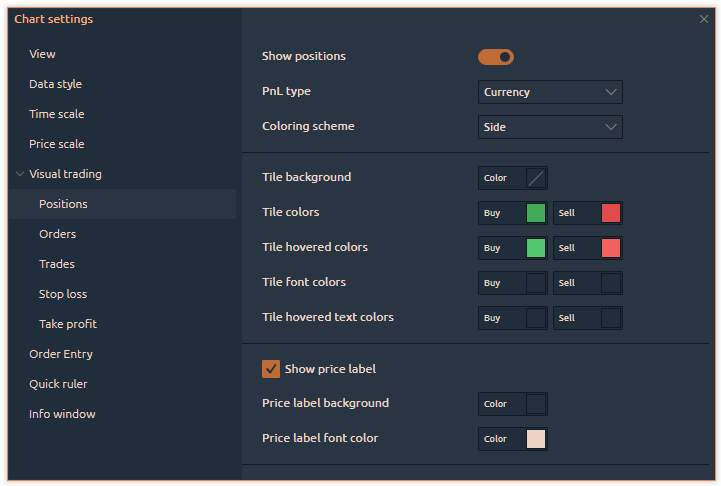 Chart settings
View
Data style
Time scale
Price scale
Visual trading
Positions
Orders
Trades
Stop loss
Take profit
Order Entry
Quick ruler
Info window
Show positions
PnL type Currency
Coloring scheme Side
Tile background Color
Tile colors Buy Sell
Tile hovered colors Buy Sell
Tile font colors Buy Sell
Tile hovered text colors Buy Sell
Show price label
Price label background Color
Price label font color Color